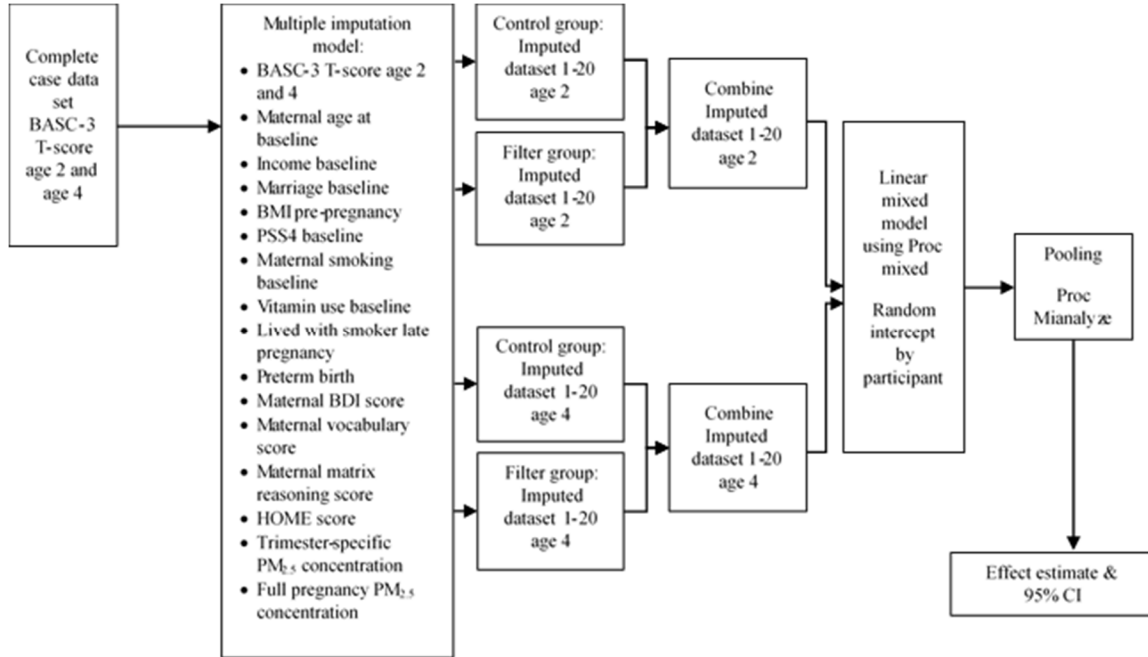 Complete
case data
set
BASC-3
T-score
age 2 and
age 4
Multiple imputation
model:
• BASC-3 T-score age 2
and 4
• Maternal age at
baseline
• Income baseline
• Marriage baseline
• BMI pre-pregnancy
• PSS4 baseline
• Maternal smoking
baseline
• Vitamin use baseline
• Lived with smoker late
pregnancy
• Preterm birth
• Maternal BDI score
• Maternal vocabulary
score
• Maternal matrix
reasoning score
• HOME score
• Trimester-specific
PM2.5 concentration
• Full pregnancy PM2.5
concentration
Control group:
Imputed
dataset 1-20
age 2
Filter group:
Imputed
dataset 1-20
age 2
Control group:
Imputed
dataset 1-20
age 4
Filter group:
Imputed
dataset 1-20
age 4
Combine
Imputed
dataset 1-20
age 2
Combine
Imputed
dataset 1-20
age 4
Linear
mixed
model
using Proc
mixed
Random
intercept
by
participant
Pooling
Proc
Mianalyze
Effect estimate &
95% CI